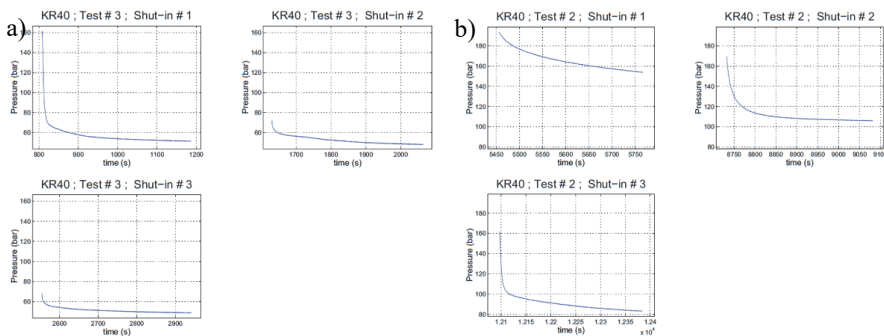 a)
KR40 ; Test # 3 ; Shut-in # 1
Pressure (bar)
160
140
120
100
80
60
800 900 1000 1100 1200
time (s)
KR40 ; Test # 3 ; Shut-in # 2
Pressure (bar)
160
140
120
100
80
60
1700 1800 1900 2000
time (s)
KR40 ; Test # 3 ; Shut-in # 3
Pressure (bar)
160
140
120
100
80
60
2600 2700 2800 2900
time (s)
b)
KR40 ; Test # 2 ; Shut-in # 1
Pressure (bar)
180
160
140
120
100
80
5450 5500 5550 5600 5650 5700 5750
time (s)
KR40 ; Test # 2 ; Shut-in # 2
Pressure (bar)
180
160
140
120
100
80
8750 8800 8850 8900 8950 9000 9050 910
time (s)
KR40 ; Test # 2 ; Shut-in # 3
Pressure (bar)
180
160
140
120
100
80
1.21 1.215 1.22 1.225 1.23 1.235 1.24
time (s)
x 10⁴